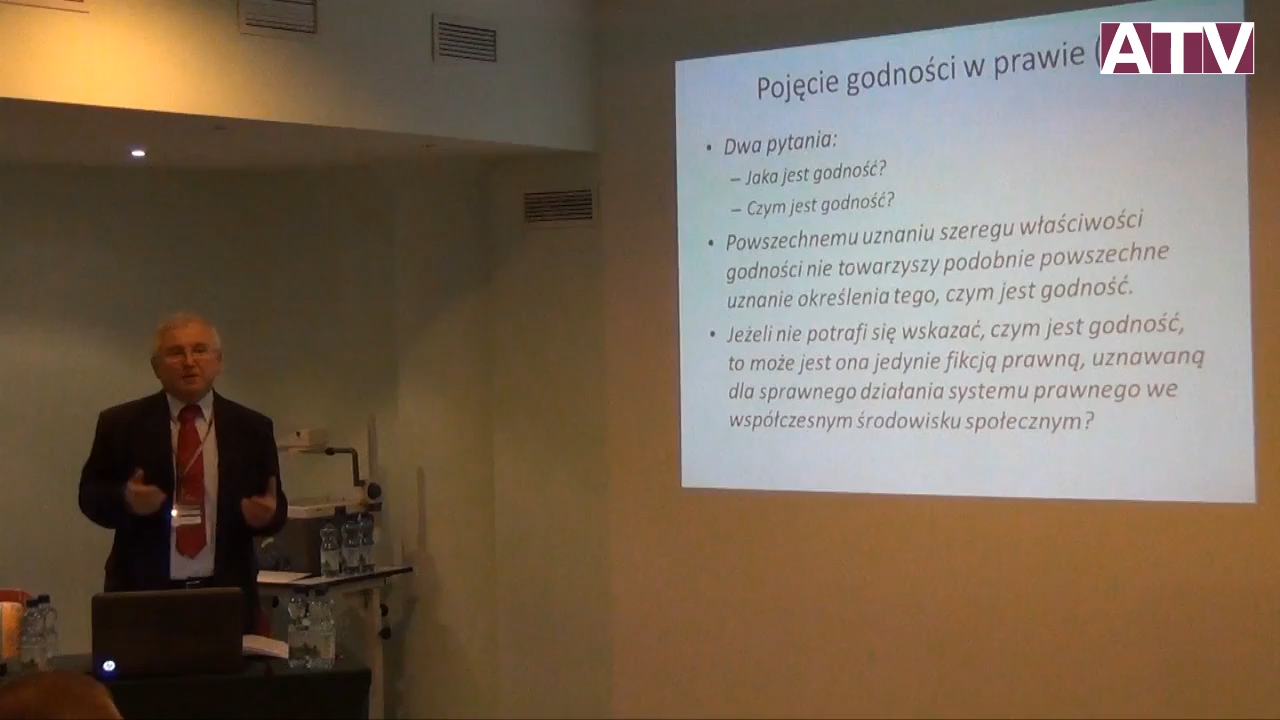 ATV
Pojęcie godności w prawie (
• Dwa pytania:
– Jaka jest godność?
– Czym jest godność?
• Powszechnemu uznaniu szeregu właściwości
godności nie towarzyszy podobnie powszechne
uznanie określenia tego, czym jest godność.
• Jeżeli nie potrafi się wskazać, czym jest godność,
to może jest ona jedynie fikcją prawną, uznawaną
dla sprawnego działania systemu prawnego we
współczesnym środowisku społecznym?